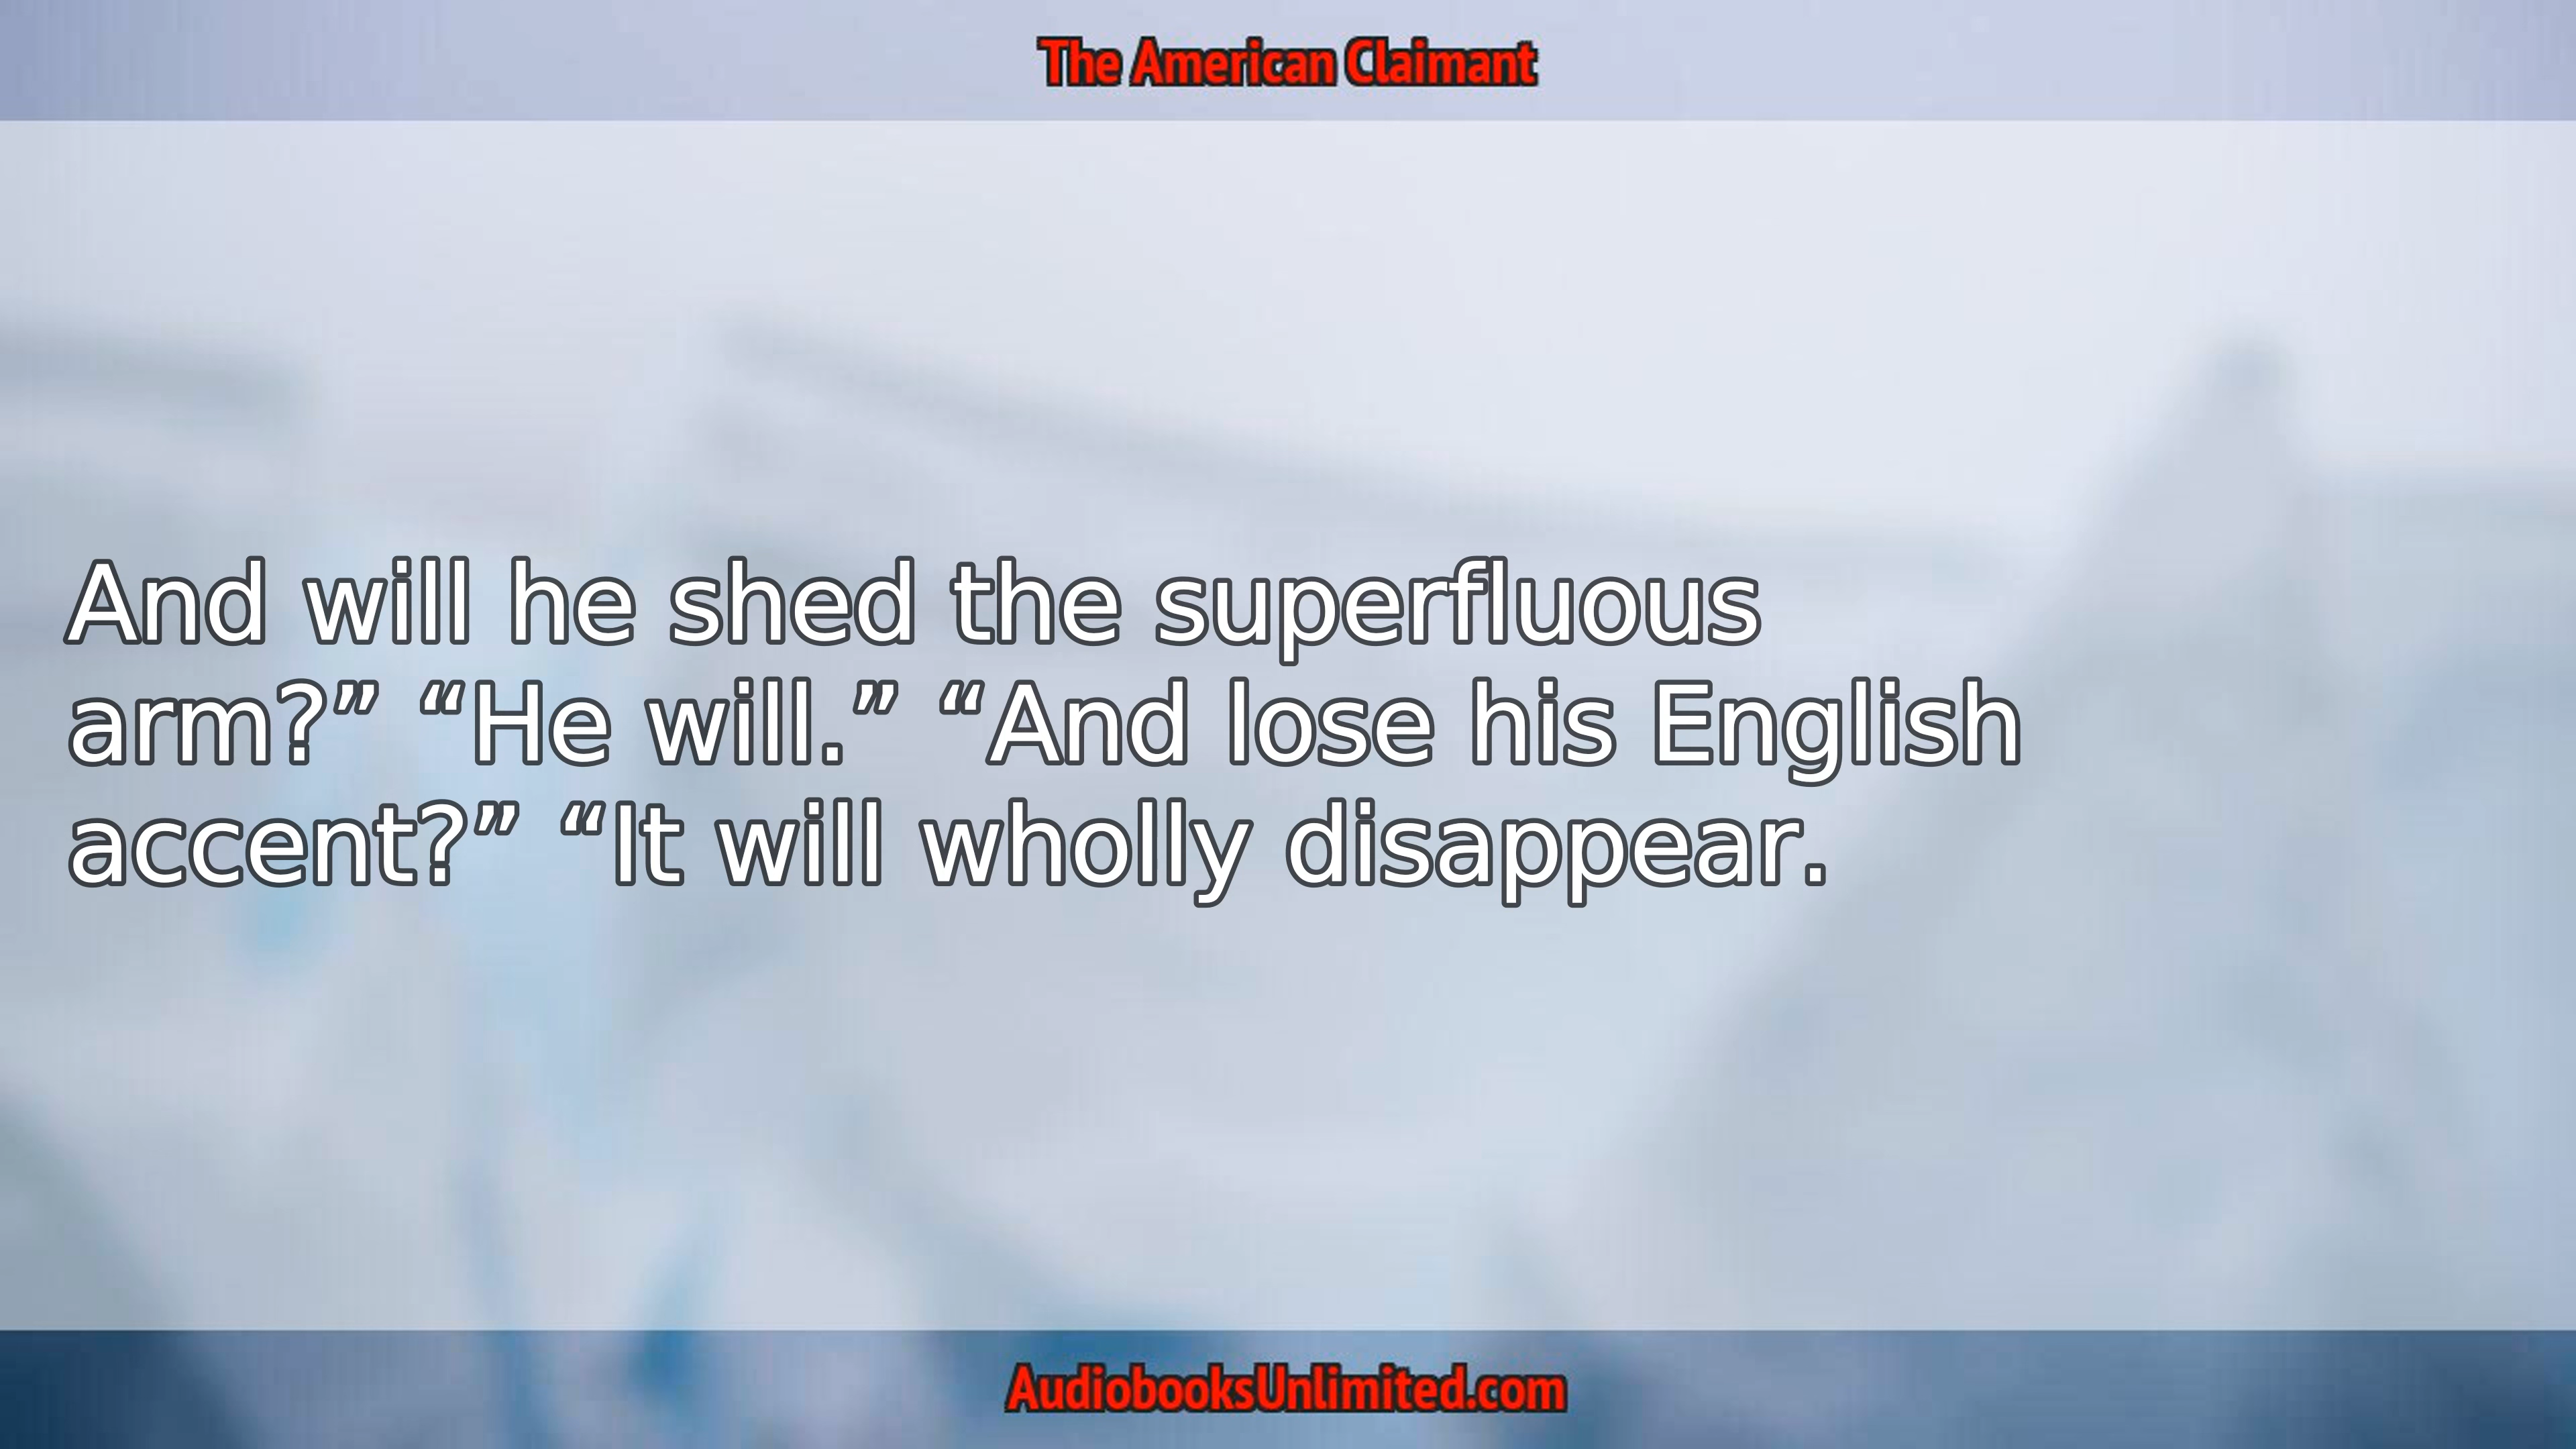 The American Claimant
And will he shed the superfluous
arm?” “He will.” “And lose his English
accent?” “It will wholly disappear.
AudiobooksUnlimited.com